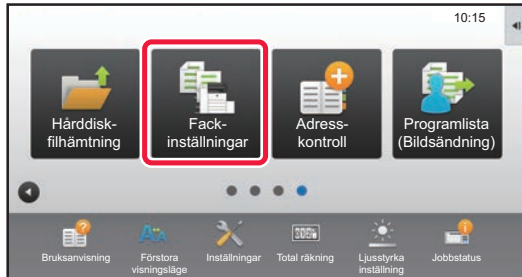 10:15
Hårddisk-
filhämtning
Fack-
inställningar
Adress-
kontroll
Programlista
(Bildsändning)
Bruksanvisning
Förstora
visningsläge
Inställningar
Total räkning
Ljusstyrka
inställning
Jobbstatus